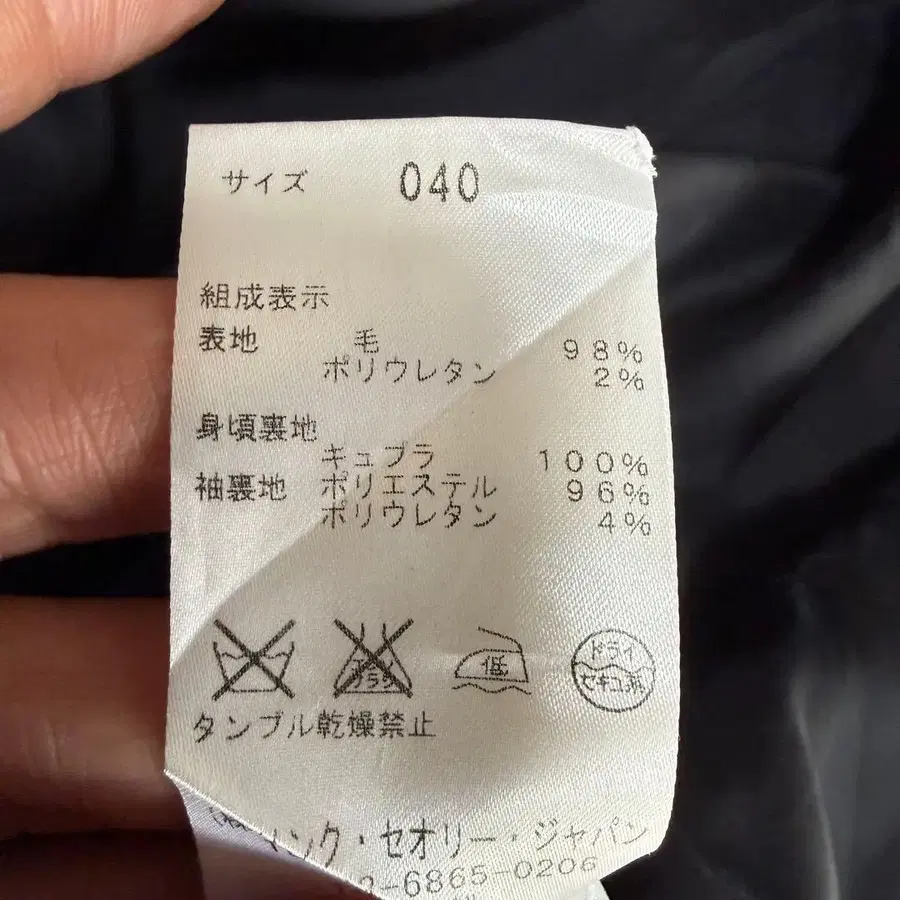 サイズ 040
組成表示
表地 毛 98%
ポリウレタン 2%
身頃裏地
キュプラ 100%
袖裏地 ポリエステル 96%
ポリウレタン 4%
低 ドライ
セキユ系
タンブル乾燥禁止
リンク・セオリー・ジャパン
-6865-0206